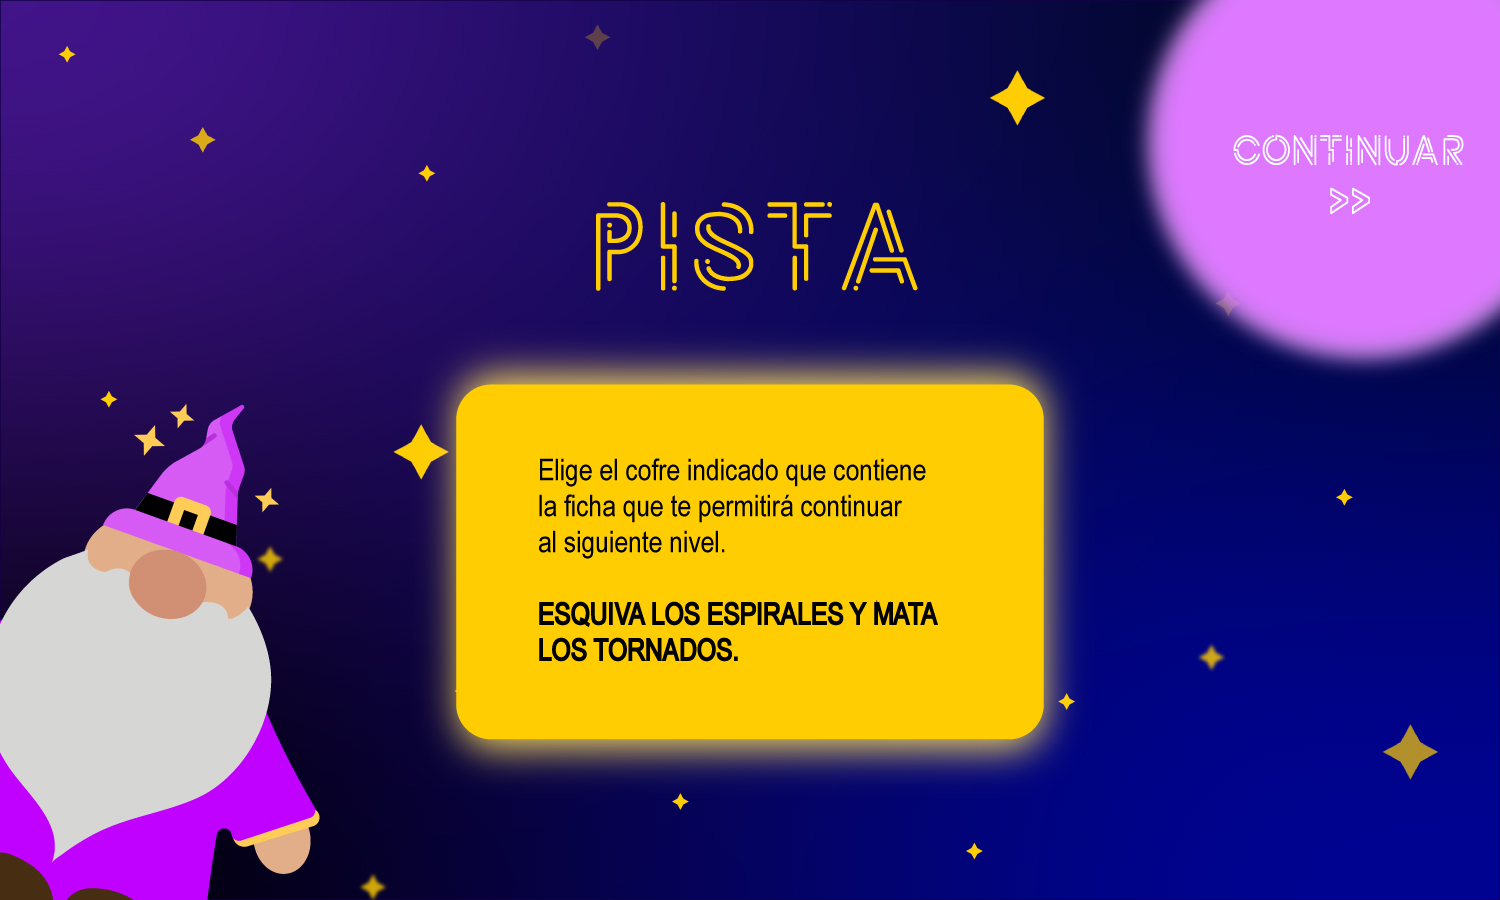 CONTINUAR
>>
PISTA
Elige el cofre indicado que contiene
la ficha que te permitirá continuar
al siguiente nivel.
ESQUIVA LOS ESPIRALES Y MATA
LOS TORNADOS.